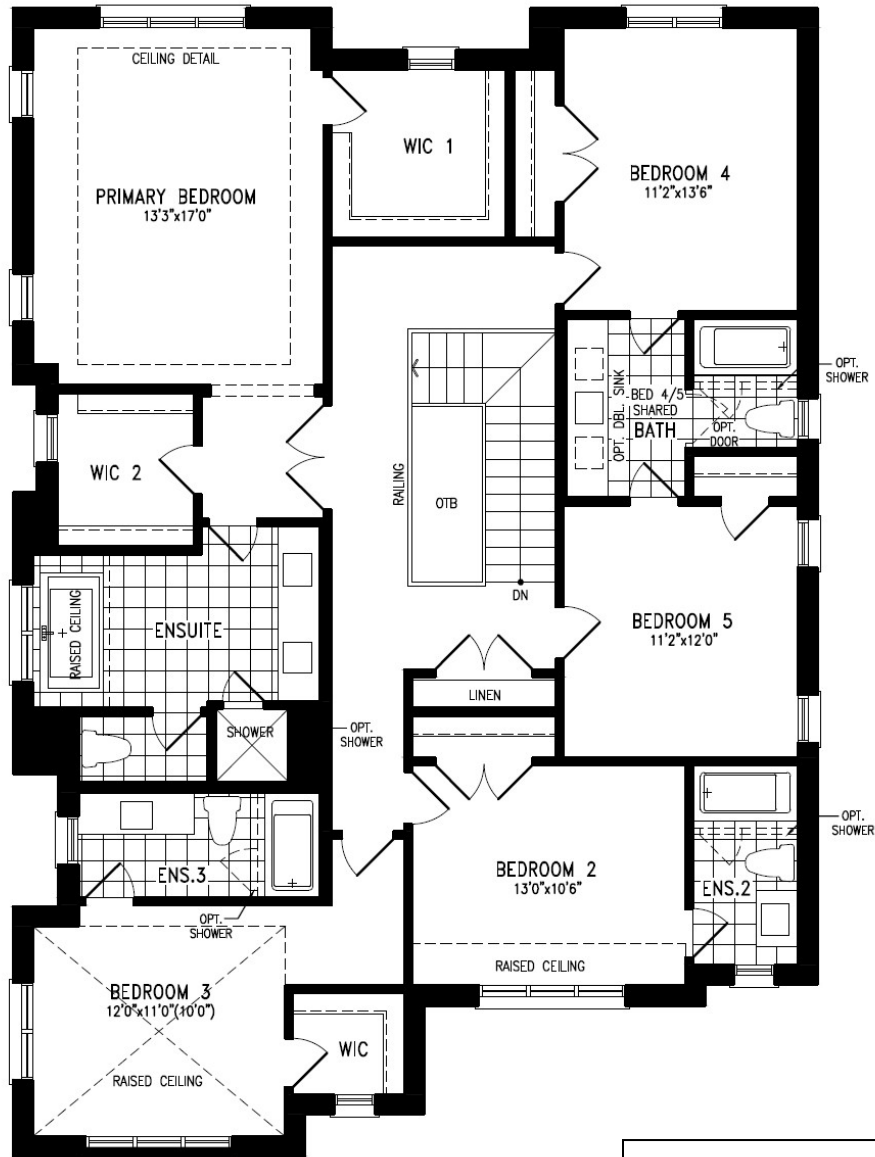 CEILING DETAIL
PRIMARY BEDROOM
13'3"x17'0"
WIC 1
BEDROOM 4
11'2"x13'6"
OPT. DBL. SINK
BED 4/5
SHARED
BATH
OPT.
DOOR
OPT.
SHOWER
WIC 2
RAILING
OTB
DN
RAISED CEILING
ENSUITE
BEDROOM 5
11'2"x12'0"
LINEN
SHOWER
OPT.
SHOWER
ENS.3
OPT.
SHOWER
BEDROOM 2
13'0"x10'6"
RAISED CEILING
ENS.2
OPT.
SHOWER
BEDROOM 3
12'0"x11'0"(10'0")
RAISED CEILING
WIC